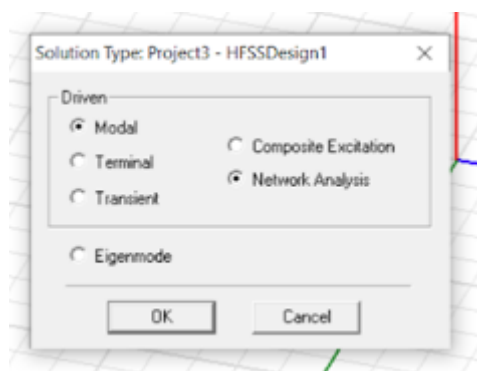 Solution Type: Project3 - HFSSDesign1
Driven
Modal
Composite Excitation
Terminal
Network Analysis
Transient
Eigenmode
OK
Cancel